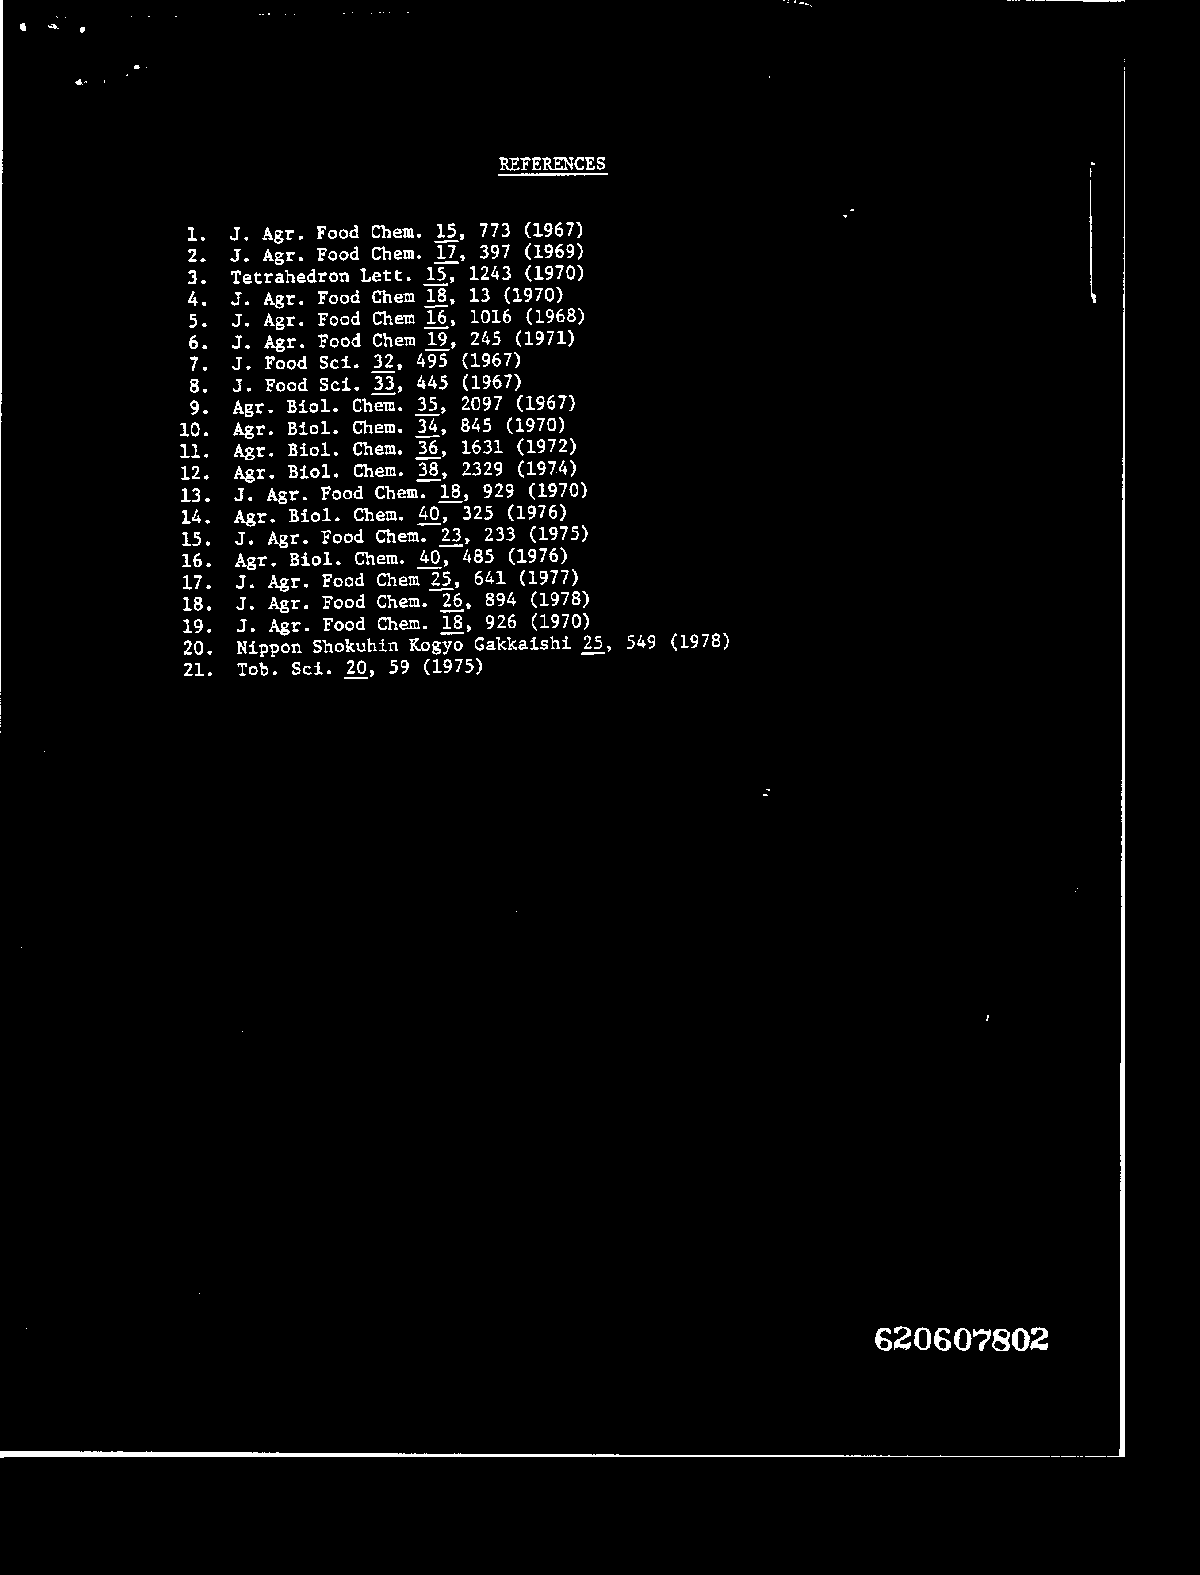 REFERENCES
1. J. Agr. Food Chem. 15, 773 (1967)
2. J. Agr. Food Chem. 17, 397 (1969)
3. Tetrahedron Lett. 15, 1243 (1970)
4. J. Agr. Food Chem 18, 13 (1970)
5. J. Agr. Food Chem 16, 1016 (1968)
6. J. Agr. Food Chem 19, 245 (1971)
7. J. Food Sci. 32, 495 (1967)
8. J. Food Sci. 33, 445 (1967)
9. Agr. Biol. Chem. 35, 2097 (1967)
10. Agr. Biol. Chem. 34, 845 (1970)
11. Agr. Biol. Chem. 36, 1631 (1972)
12. Agr. Biol. Chem. 38, 2329 (1974)
13. J. Agr. Food Chem. 18, 929 (1970)
14. Agr. Biol. Chem. 40, 325 (1976)
15. J. Agr. Food Chem. 23, 233 (1975)
16. Agr. Biol. Chem. 40, 485 (1976)
17. J. Agr. Food Chem 25, 641 (1977)
18. J. Agr. Food Chem. 26, 894 (1978)
19. J. Agr. Food Chem. 18, 926 (1970)
20. Nippon Shokuhin Kogyo Gakkaishi 25, 549 (1978)
21. Tob. Sci. 20, 59 (1975)
620607802